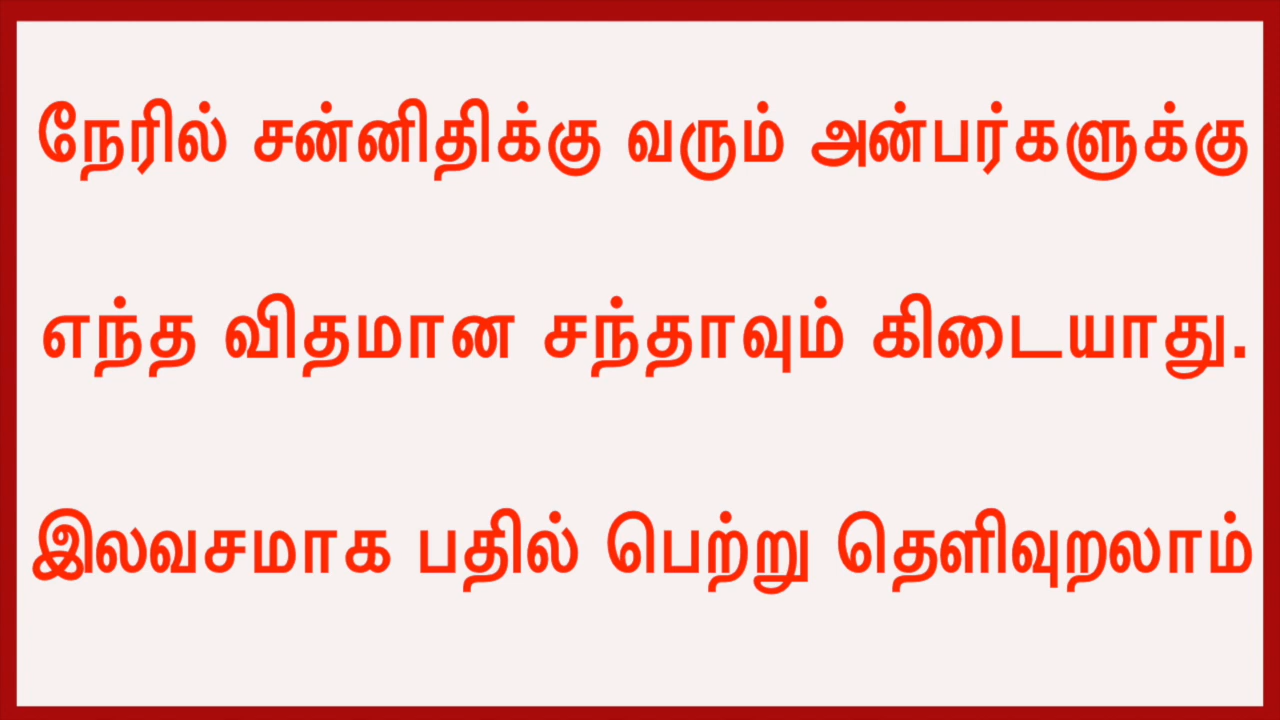 நேரில் சன்னிதிக்கு வரும் அன்பர்களுக்கு
எந்த விதமான சந்தாவும் கிடையாது.
இலவசமாக பதில் பெற்று தெளிவுறலாம்